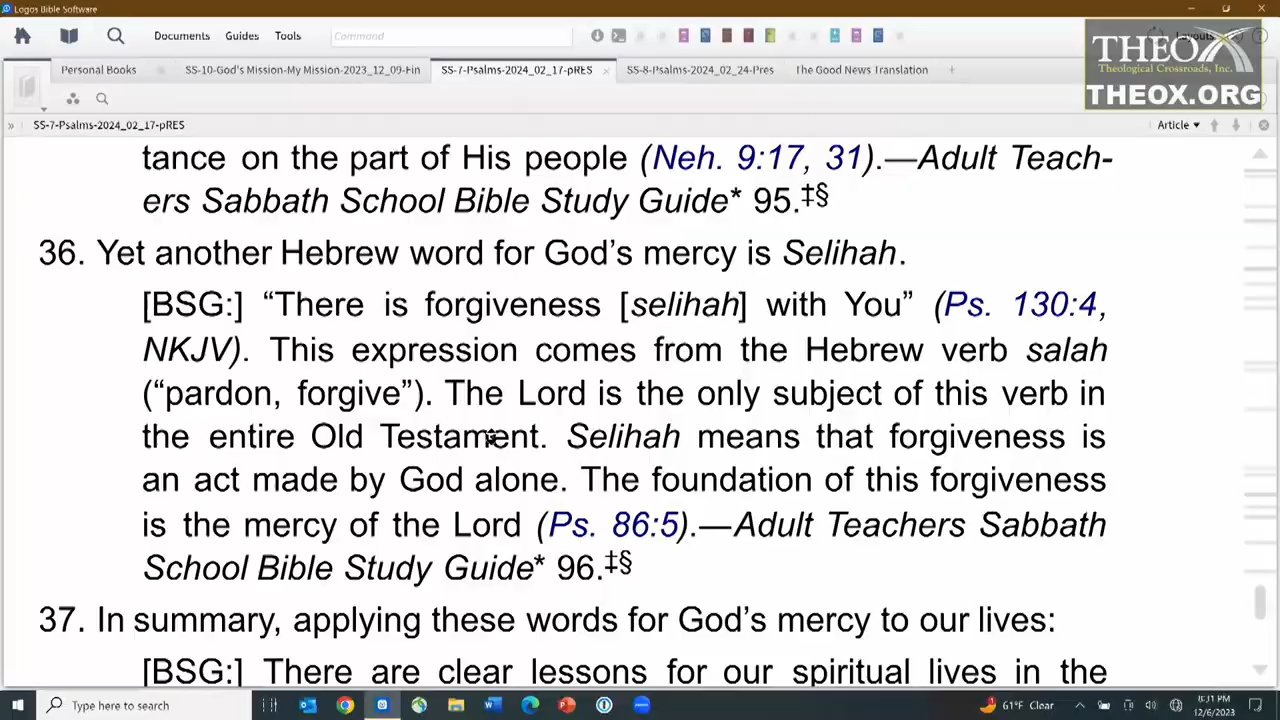 Logos Bible Software
Documents Guides Tools Command Layouts
THEOX
Theological Crossroads, Inc.
THEOX.ORG
Personal Books SS-10-God's Mission-My Mission-2023_12_09-Fin SS-7-Psalms-2024_02_17-pRES SS-8-Psalms-2024_02_24-Pres The Good News Translation
SS-7-Psalms-2024_02_17-pRES Article
tance on the part of His people (Neh. 9:17, 31).—Adult Teach-
ers Sabbath School Bible Study Guide* 95.‡§
36. Yet another Hebrew word for God’s mercy is Selihah.
[BSG:] “There is forgiveness [selihah] with You” (Ps. 130:4,
NKJV). This expression comes from the Hebrew verb salah
(“pardon, forgive”). The Lord is the only subject of this verb in
the entire Old Testament. Selihah means that forgiveness is
an act made by God alone. The foundation of this forgiveness
is the mercy of the Lord (Ps. 86:5).—Adult Teachers Sabbath
School Bible Study Guide* 96.‡§
37. In summary, applying these words for God’s mercy to our lives:
[BSG:] There are clear lessons for our spiritual lives in the
Type here to search 61°F Clear 8:31 PM
12/6/2023